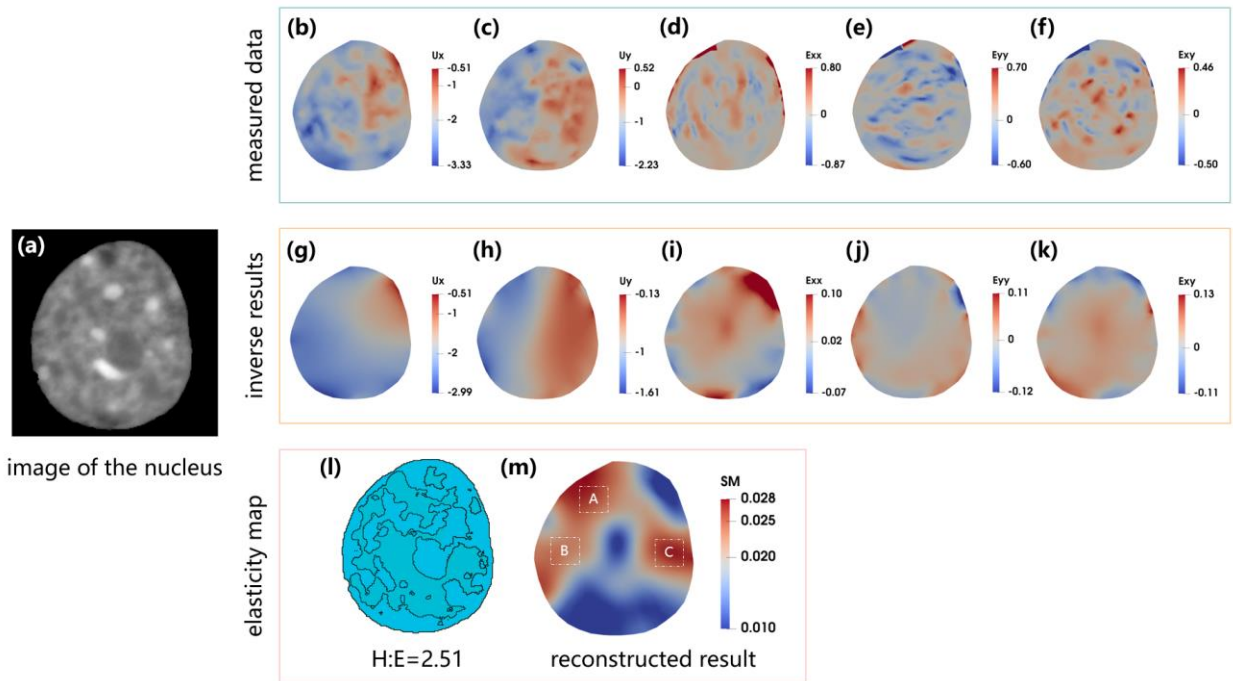 measured data
(b)
Ux
-0.51
-1
-2
-3.33
(c)
Uy
0.52
0
-1
-2.23
(d)
Exx
0.80
0
-0.87
(e)
Eyy
0.70
0
-0.60
(f)
Exy
0.46
0
-0.50
(a)
image of the nucleus
inverse results
(g)
Ux
-0.51
-1
-2
-2.99
(h)
Uy
-0.13
-1
-1.61
(i)
Exx
0.10
0.02
-0.07
(j)
Eyy
0.11
0
-0.12
(k)
Exy
0.13
0
-0.11
elasticity map
(l)
H:E=2.51
(m)
A
B
C
SM
0.028
0.025
0.020
0.010
reconstructed result